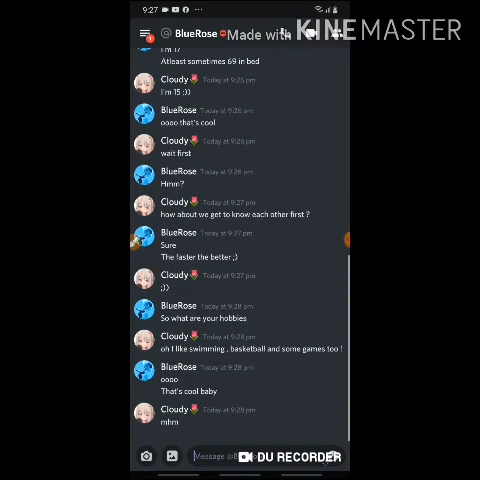 9:27
BlueRose
Made with KINEMASTER
I'm 17
Atleast sometimes 69 in bed
Cloudy🌷 Today at 9:26 pm
I'm 15 ;))
BlueRose Today at 9:26 pm
oooo that's cool
Cloudy🌷 Today at 9:26 pm
wait first
BlueRose Today at 9:26 pm
Hmm?
Cloudy🌷 Today at 9:27 pm
how about we get to know each other first ?
BlueRose Today at 9:27 pm
Sure
The faster the better ;)
Cloudy🌷 Today at 9:27 pm
;))
BlueRose Today at 9:28 pm
So what are your hobbies
Cloudy🌷 Today at 9:28 pm
oh I like swimming , basketball and some games too !
BlueRose Today at 9:28 pm
oooo
That's cool baby
Cloudy🌷 Today at 9:28 pm
mhm
Message @B
DU RECORDER